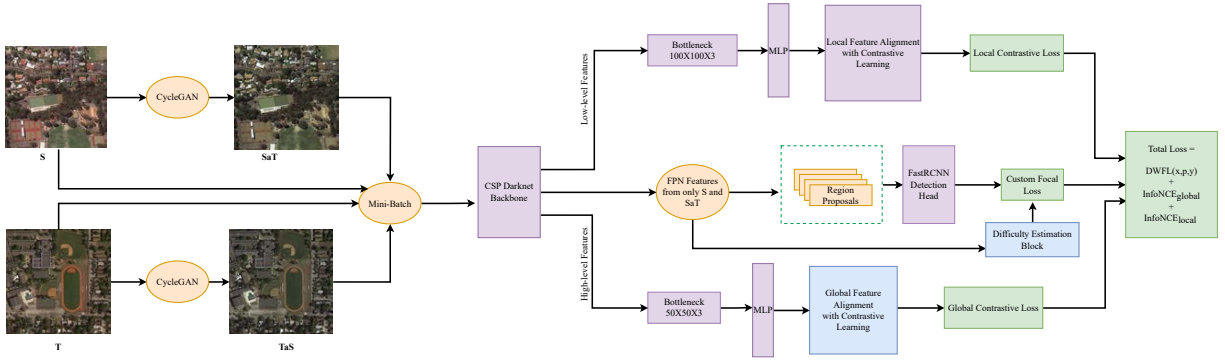 CycleGAN
S
SaT
CycleGAN
T
TaS
Mini-Batch
CSP Darknet
Backbone
Low-level Features
Bottleneck
100X100X3
MLP
Local Feature Alignment
with Contrastive
Learning
Local Contrastive Loss
FPN Features
from only S and
SaT
Region
Proposals
FastRCNN
Detection
Head
Custom Focal
Loss
Difficulty Estimation
Block
High-level Features
Bottleneck
50X50X3
MLP
Global Feature
Alignment
with Contrastive
Learning
Global Contrastive Loss
Total Loss =
DWFL(x,p,y)
+
InfoNCEglobal
+
InfoNCElocal